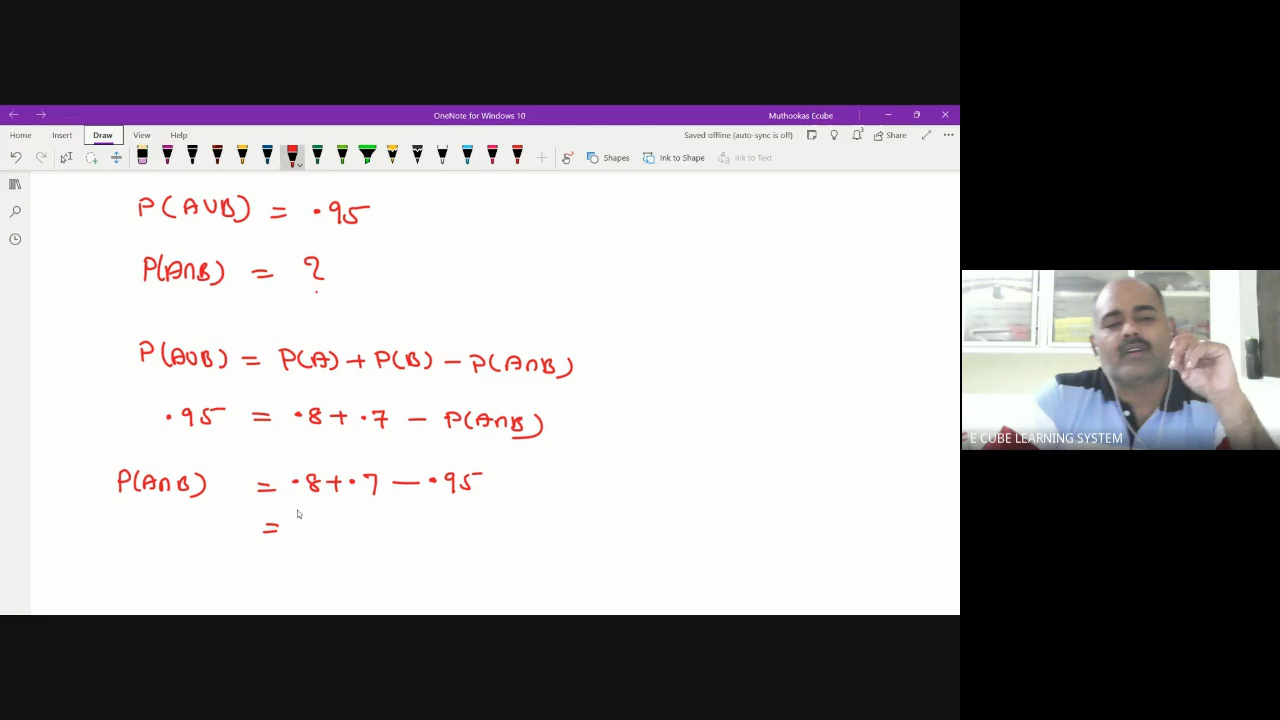 OneNote for Windows 10
Muthookas Ecube
Home Insert Draw View Help
Saved offline (auto-sync is off)
Share
Shapes
Ink to Shape
Ink to Text
P(A∪B) = .95
P(A∩B) = ?
P(A∪B) = P(A) + P(B) - P(A∩B)
.95 = .8 + .7 - P(A∩B)
P(A∩B) = .8 + .7 - .95
=
E CUBE LEARNING SYSTEM